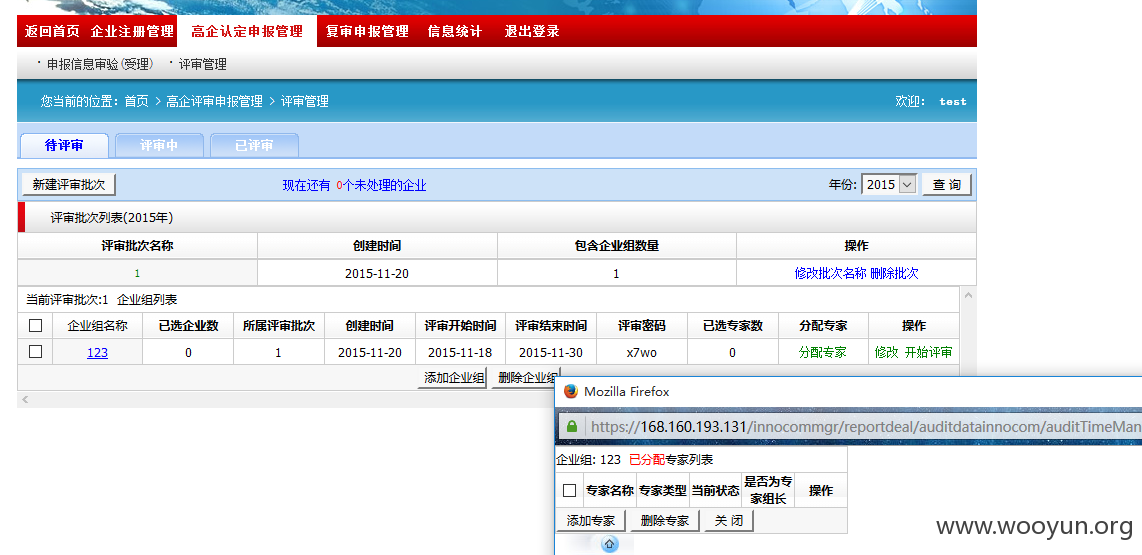 返回首页 企业注册管理 高企认定申报管理 复审申报管理 信息统计 退出登录
· 申报信息审验(受理) · 评审管理
您当前的位置：首页 > 高企评审申报管理 > 评审管理 欢迎： test
待评审 评审中 已评审
新建评审批次 现在还有 0个未处理的企业 年份: 2015 查 询
评审批次列表(2015年)
评审批次名称 创建时间 包含企业组数量 操作
1 2015-11-20 1 修改批次名称 删除批次
当前评审批次:1 企业组列表
企业组名称 已选企业数 所属评审批次 创建时间 评审开始时间 评审结束时间 评审密码 已选专家数 分配专家 操作
123 0 1 2015-11-20 2015-11-18 2015-11-30 x7wo 0 分配专家 修改 开始评审
添加企业组 删除企业组
Mozilla Firefox
https://168.160.193.131/innocommgr/reportdeal/auditdatainnocom/auditTimeMan
企业组: 123 已分配专家列表
专家名称 专家类型 当前状态 是否为专家组长 操作
添加专家 删除专家 关 闭
www.wooyun.org